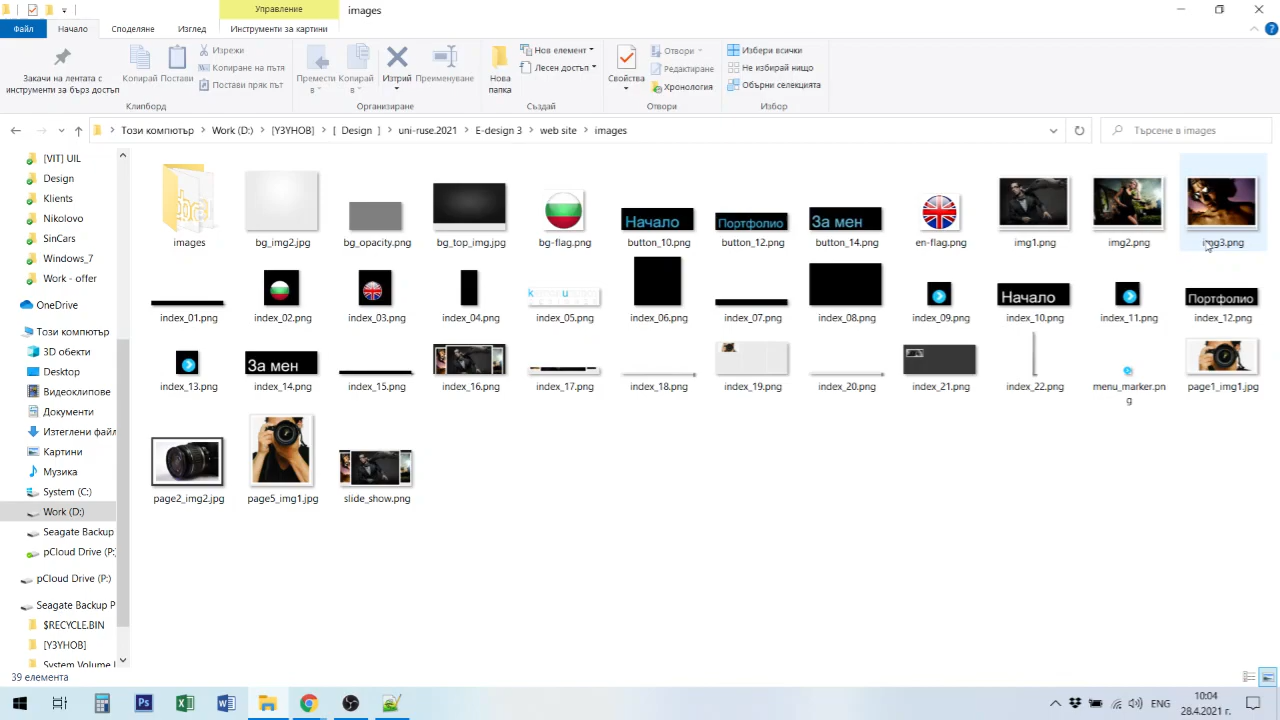 Управление
images
Файл
Начало
Споделяне
Изглед
Инструменти за картини
Закачи на лентата с инструменти за бърз достъп
Копирай
Постави
Изрежи
Копиране на пътя
Постави пряк път
Клипборд
Премести в
Копирай в
Изтрий
Преименуване
Организиране
Нова папка
Нов елемент
Лесен достъп
Създай
Свойства
Отвори
Редактиране
Хронология
Отвори
Избери всички
Не избирай нищо
Обърни селекцията
Избор
Този компютър
Work (D:)
[УЗУНОВ]
[ Design ]
uni-ruse.2021
E-design 3
web site
images
Търсене в images
[VIT] UIL
Design
Klients
Nikolovo
SinCars
Windows_7
Work - offer
OneDrive
Този компютър
3D обекти
Desktop
Видеоклипове
Документи
Изтеглени файл
Картини
Музика
System (C:)
Work (D:)
Seagate Backup
pCloud Drive (P:
pCloud Drive (P:)
Seagate Backup P
$RECYCLE.BIN
[УЗУНОВ]
System Volume I
Начало
Портфолио
За мен
images
bg_img2.jpg
bg_opacity.png
bg_top_img.jpg
bg-flag.png
button_10.png
button_12.png
button_14.png
en-flag.png
img1.png
img2.png
img3.png
Начало
Портфолио
index_01.png
index_02.png
index_03.png
index_04.png
index_05.png
index_06.png
index_07.png
index_08.png
index_09.png
index_10.png
index_11.png
index_12.png
За мен
index_13.png
index_14.png
index_15.png
index_16.png
index_17.png
index_18.png
index_19.png
index_20.png
index_21.png
index_22.png
menu_marker.png
page1_img1.jpg
page2_img2.jpg
page5_img1.jpg
slide_show.png
39 елемента
Ps
ENG
10:04
28.4.2021 г.